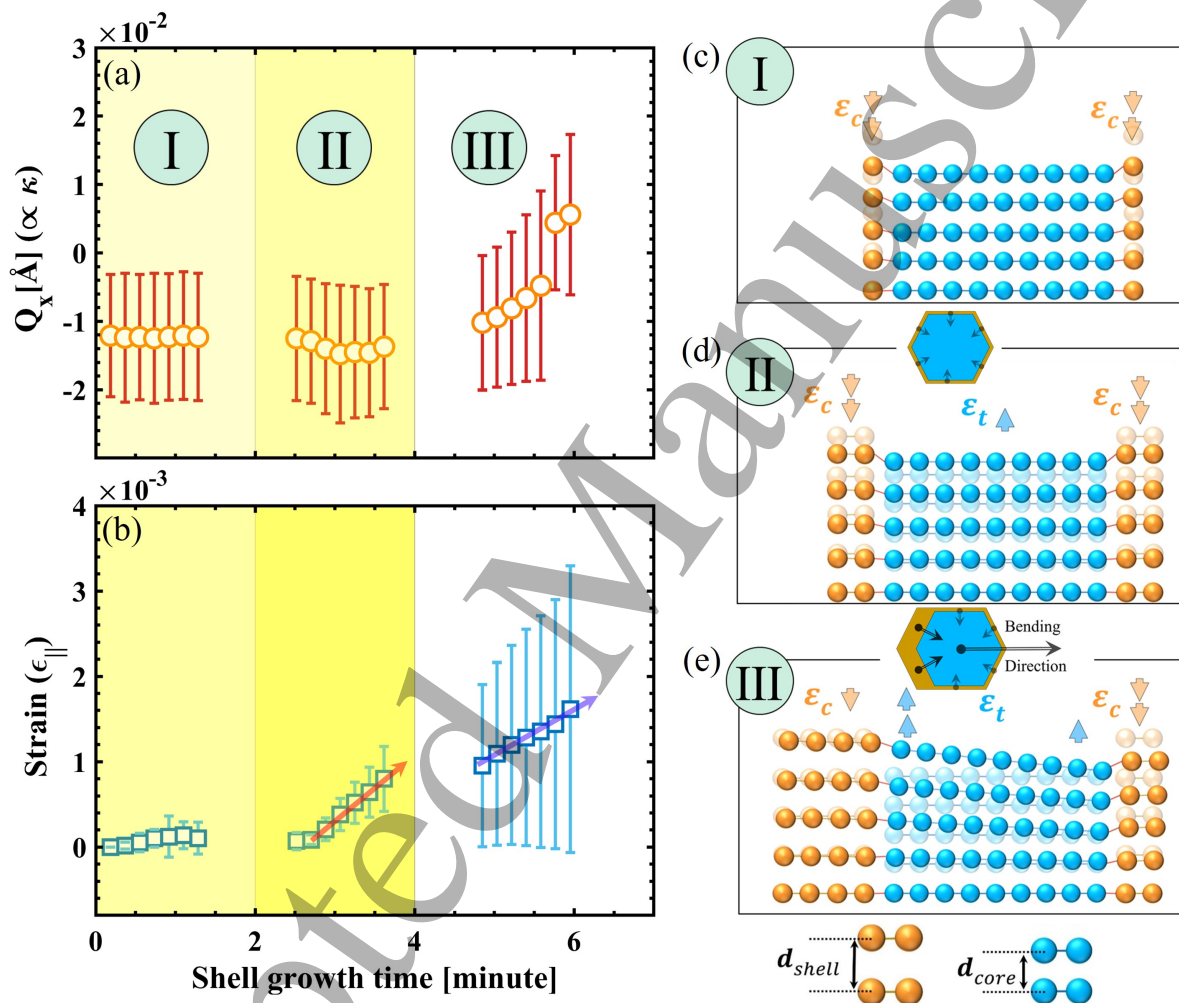 ×10⁻²
(a)
I
II
III
3
2
1
0
-1
-2
Qₓ[Å] (∝ κ)
×10⁻³
(b)
4
3
2
1
0
Strain (ϵ||)
0
2
4
6
Shell growth time [minute]
(c)
I
εc
εc
(d)
II
εc
εt
εc
(e)
III
Bending
Direction
εc
εt
εc
dshell
dcore
pted Manusc